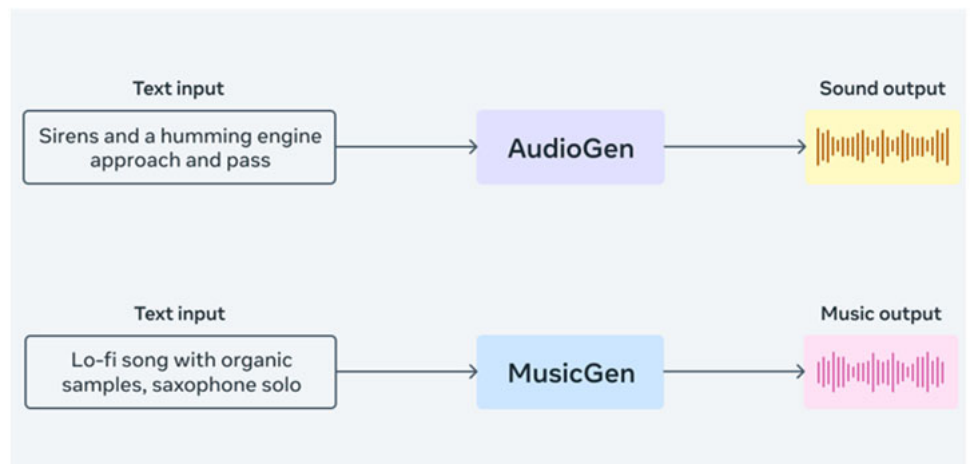 Text input
Sound output
Sirens and a humming engine
approach and pass
AudioGen
Text input
Music output
Lo-fi song with organic
samples, saxophone solo
MusicGen